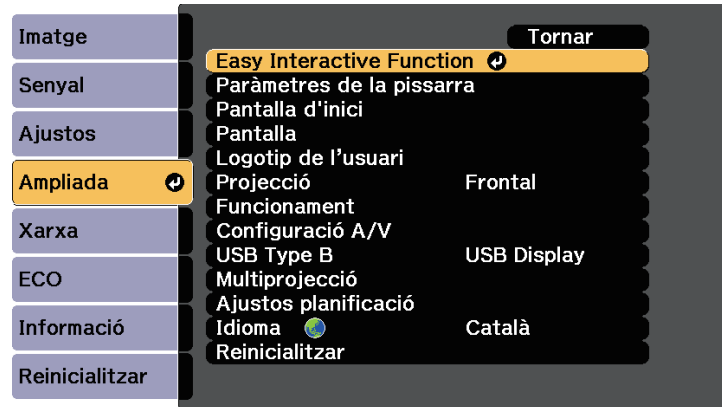 Imatge
Senyal
Ajustos
Ampliada
Xarxa
ECO
Informació
Reinicialitzar
Tornar
Easy Interactive Function
Paràmetres de la pissarra
Pantalla d'inici
Pantalla
Logotip de l’usuari
Projecció Frontal
Funcionament
Configuració A/V
USB Type B USB Display
Multiprojecció
Ajustos planificació
Idioma Català
Reinicialitzar